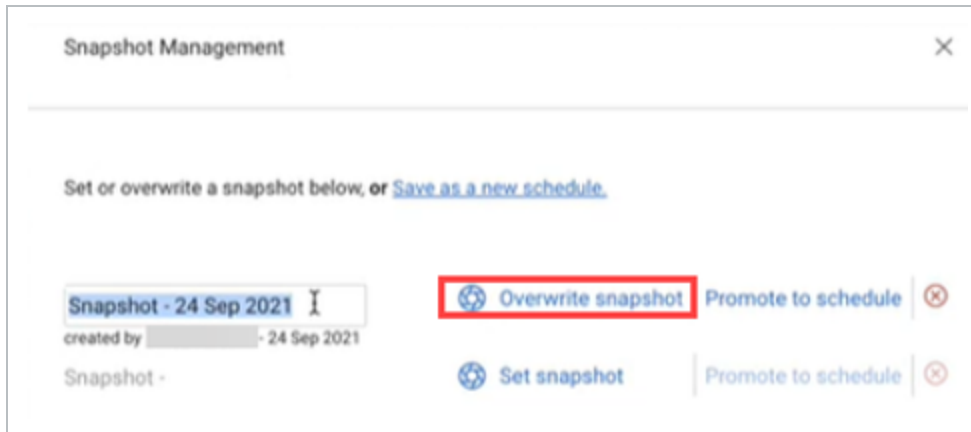 Snapshot Management
Set or overwrite a snapshot below, or Save as a new schedule.
Snapshot - 24 Sep 2021 Overwrite snapshot Promote to schedule
created by - 24 Sep 2021
Snapshot - Set snapshot Promote to schedule